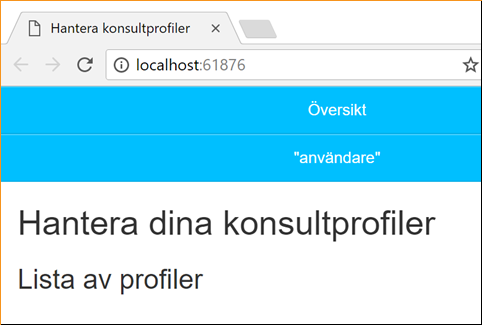 Hantera konsultprofiler
localhost:61876
Översikt
"användare"
Hantera dina konsultprofiler
Lista av profiler